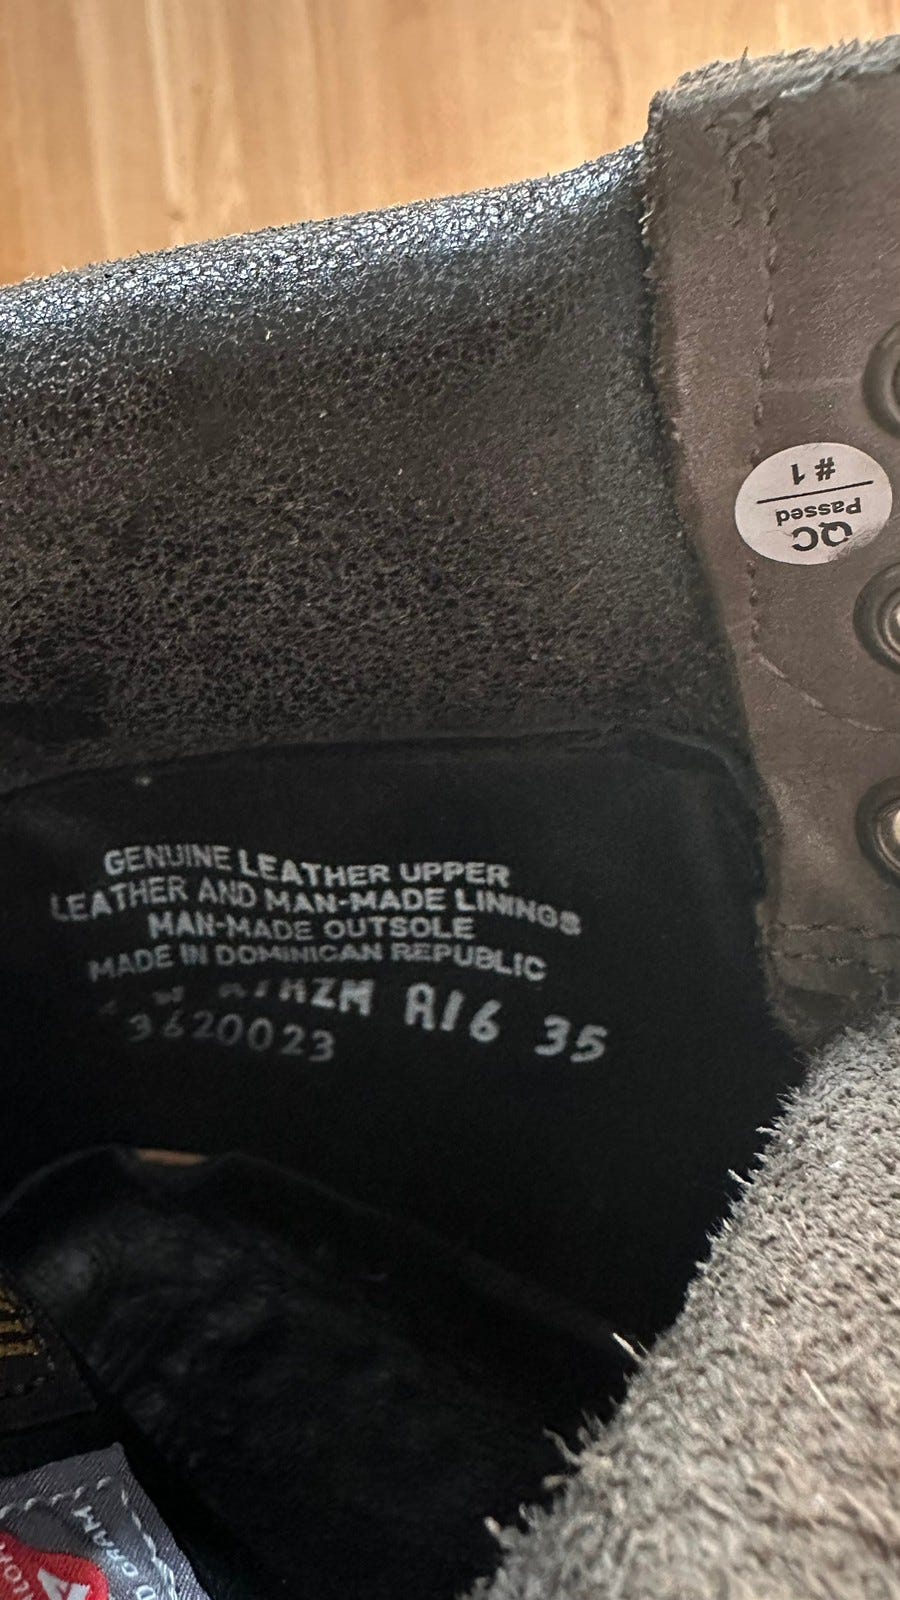 GENUINE LEATHER UPPER
LEATHER AND MAN-MADE LININGS
MAN-MADE OUTSOLE
MADE IN DOMINICAN REPUBLIC
A16 35
3620023
QC
Passed
# 1
GRAM